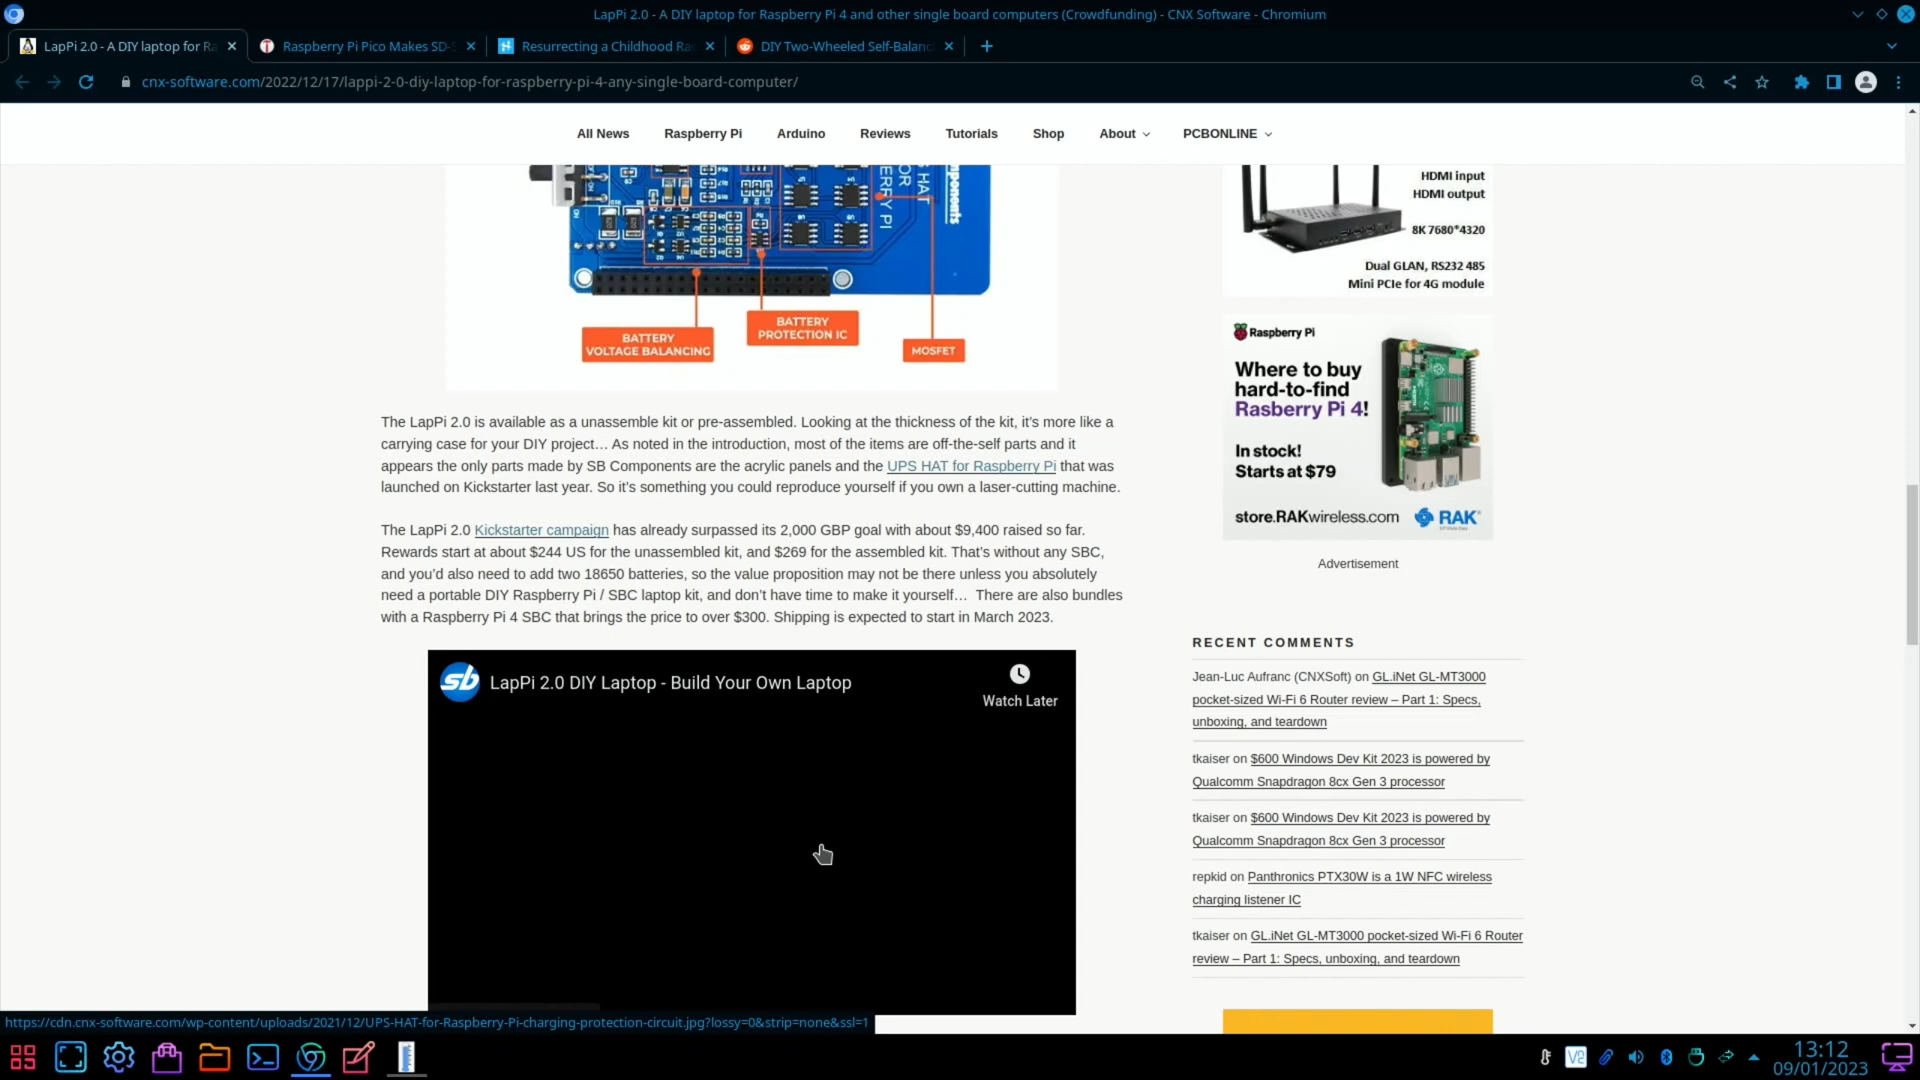 LapPi 2.0 - A DIY laptop for Raspberry Pi 4 and other single board computers (Crowdfunding) - CNX Software - Chromium
LapPi 2.0 - A DIY laptop for Ra
Raspberry Pi Pico Makes SD-S
Resurrecting a Childhood Ra
DIY Two-Wheeled Self-Balanc
cnx-software.com/2022/12/17/lappi-2-0-diy-laptop-for-raspberry-pi-4-any-single-board-computer/
All News
Raspberry Pi
Arduino
Reviews
Tutorials
Shop
About
PCBONLINE
BATTERY
VOLTAGE BALANCING
BATTERY
PROTECTION IC
MOSFET
The LapPi 2.0 is available as a unassemble kit or pre-assembled. Looking at the thickness of the kit, it’s more like a
carrying case for your DIY project… As noted in the introduction, most of the items are off-the-self parts and it
appears the only parts made by SB Components are the acrylic panels and the UPS HAT for Raspberry Pi that was
launched on Kickstarter last year. So it’s something you could reproduce yourself if you own a laser-cutting machine.
The LapPi 2.0 Kickstarter campaign has already surpassed its 2,000 GBP goal with about $9,400 raised so far.
Rewards start at about $244 US for the unassembled kit, and $269 for the assembled kit. That’s without any SBC,
and you’d also need to add two 18650 batteries, so the value proposition may not be there unless you absolutely
need a portable DIY Raspberry Pi / SBC laptop kit, and don’t have time to make it yourself… There are also bundles
with a Raspberry Pi 4 SBC that brings the price to over $300. Shipping is expected to start in March 2023.
LapPi 2.0 DIY Laptop - Build Your Own Laptop
Watch Later
HDMI input
HDMI output
8K 7680*4320
Dual GLAN, RS232 485
Mini PCIe for 4G module
Raspberry Pi
Where to buy
hard-to-find
Rasberry Pi 4!
In stock!
Starts at $79
store.RAKwireless.com
RAK
Advertisement
RECENT COMMENTS
Jean-Luc Aufranc (CNXSoft) on GL.iNet GL-MT3000
pocket-sized Wi-Fi 6 Router review – Part 1: Specs,
unboxing, and teardown
tkaiser on $600 Windows Dev Kit 2023 is powered by
Qualcomm Snapdragon 8cx Gen 3 processor
tkaiser on $600 Windows Dev Kit 2023 is powered by
Qualcomm Snapdragon 8cx Gen 3 processor
repkid on Panthronics PTX30W is a 1W NFC wireless
charging listener IC
tkaiser on GL.iNet GL-MT3000 pocket-sized Wi-Fi 6 Router
review – Part 1: Specs, unboxing, and teardown
https://cdn.cnx-software.com/wp-content/uploads/2021/12/UPS-HAT-for-Raspberry-Pi-charging-protection-circuit.jpg?lossy=0&strip=none&ssl=1
13:12
09/01/2023